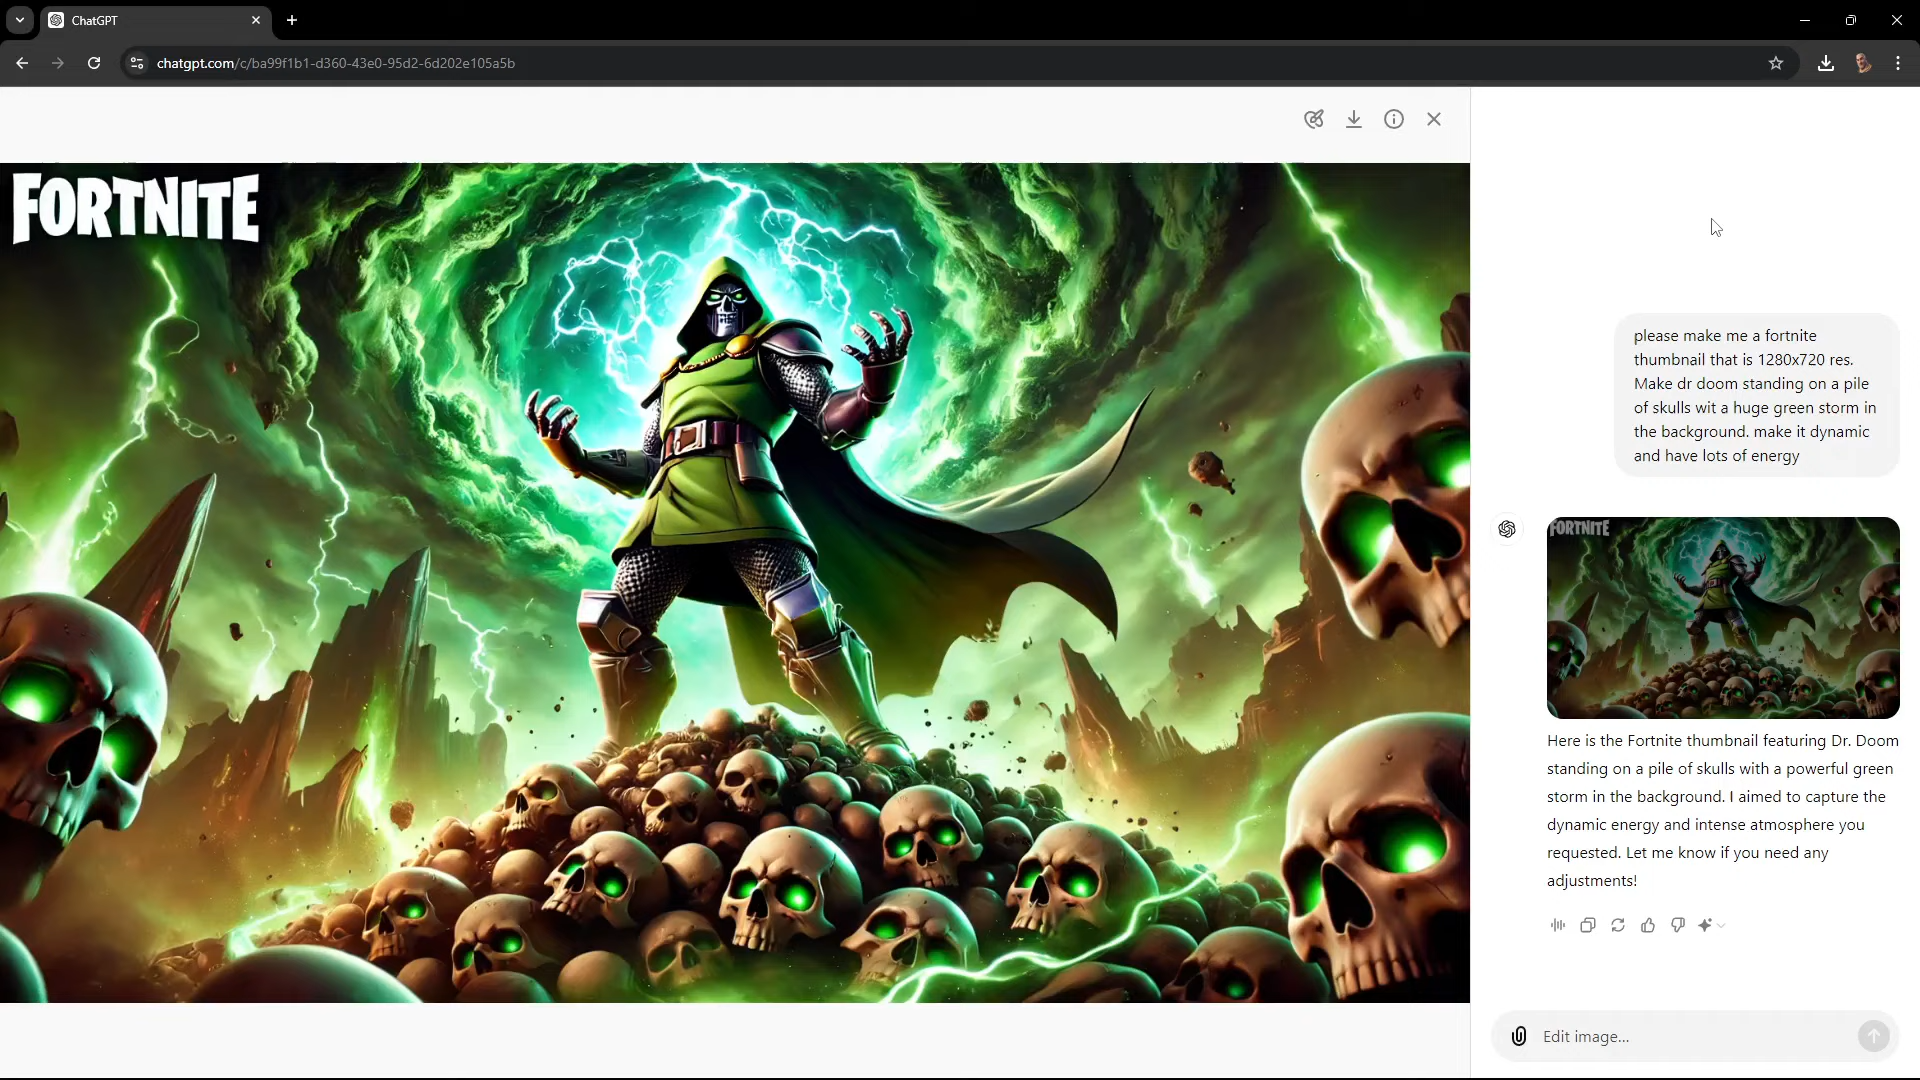 ChatGPT
chatgpt.com/c/ba99f1b1-d360-43e0-95d2-6d202e105a5b
FORTNITE
please make me a fortnite
thumbnail that is 1280x720 res.
Make dr doom standing on a pile
of skulls wit a huge green storm in
the background. make it dynamic
and have lots of energy
FORTNITE
Here is the Fortnite thumbnail featuring Dr. Doom
standing on a pile of skulls with a powerful green
storm in the background. I aimed to capture the
dynamic energy and intense atmosphere you
requested. Let me know if you need any
adjustments!
Edit image...